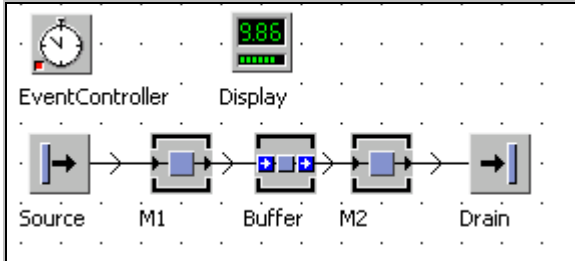 9.86
EventController Display
Source M1 Buffer M2 Drain